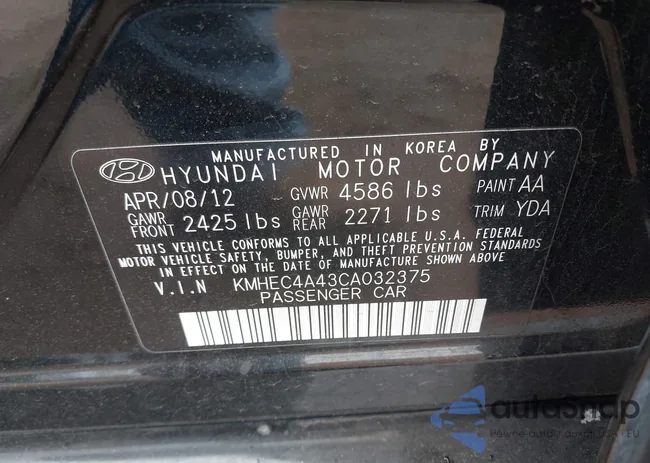 MANUFACTURED IN KOREA BY
HYUNDAI MOTOR COMPANY
APR/08/12 GVWR 4586 lbs PAINT AA
GAWR FRONT 2425 lbs GAWR REAR 2271 lbs TRIM YDA
THIS VEHICLE CONFORMS TO ALL APPLICABLE U.S.A. FEDERAL
MOTOR VEHICLE SAFETY, BUMPER, AND THEFT PREVENTION STANDARDS
IN EFFECT ON THE DATE OF MANUFACTURE SHOWN ABOVE
V.I.N KMHEC4A43CA032375
PASSENGER CAR
autoSnap